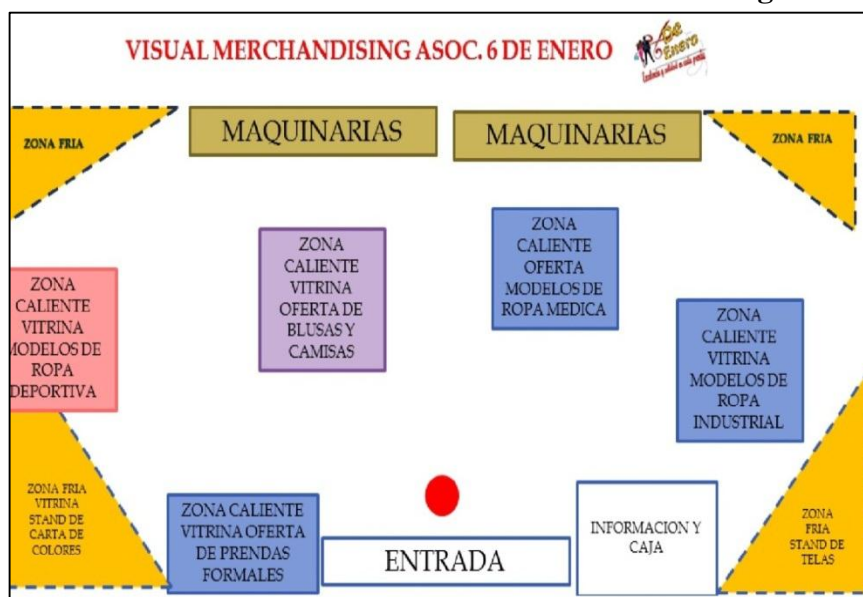 VISUAL MERCHANDISING ASOC. 6 DE ENERO
6 de
Enero
ZONA FRIA
MAQUINARIAS
MAQUINARIAS
ZONA FRIA
ZONA
CALIENTE
VITRINA
MODELOS DE
ROPA
DEPORTIVA
ZONA
CALIENTE
VITRINA
OFERTA DE
BLUSAS Y
CAMISAS
ZONA
CALIENTE
OFERTA
MODELOS DE
ROPA MEDICA
ZONA
CALIENTE
VITRINA
MODELOS DE
ROPA
INDUSTRIAL
ZONA FRIA
VITRINA
STAND DE
CARTA DE
COLORES
ZONA CALIENTE
VITRINA OFERTA
DE PRENDAS
FORMALES
ENTRADA
INFORMACION Y
CAJA
ZONA
FRIA
STAND DE
TELAS